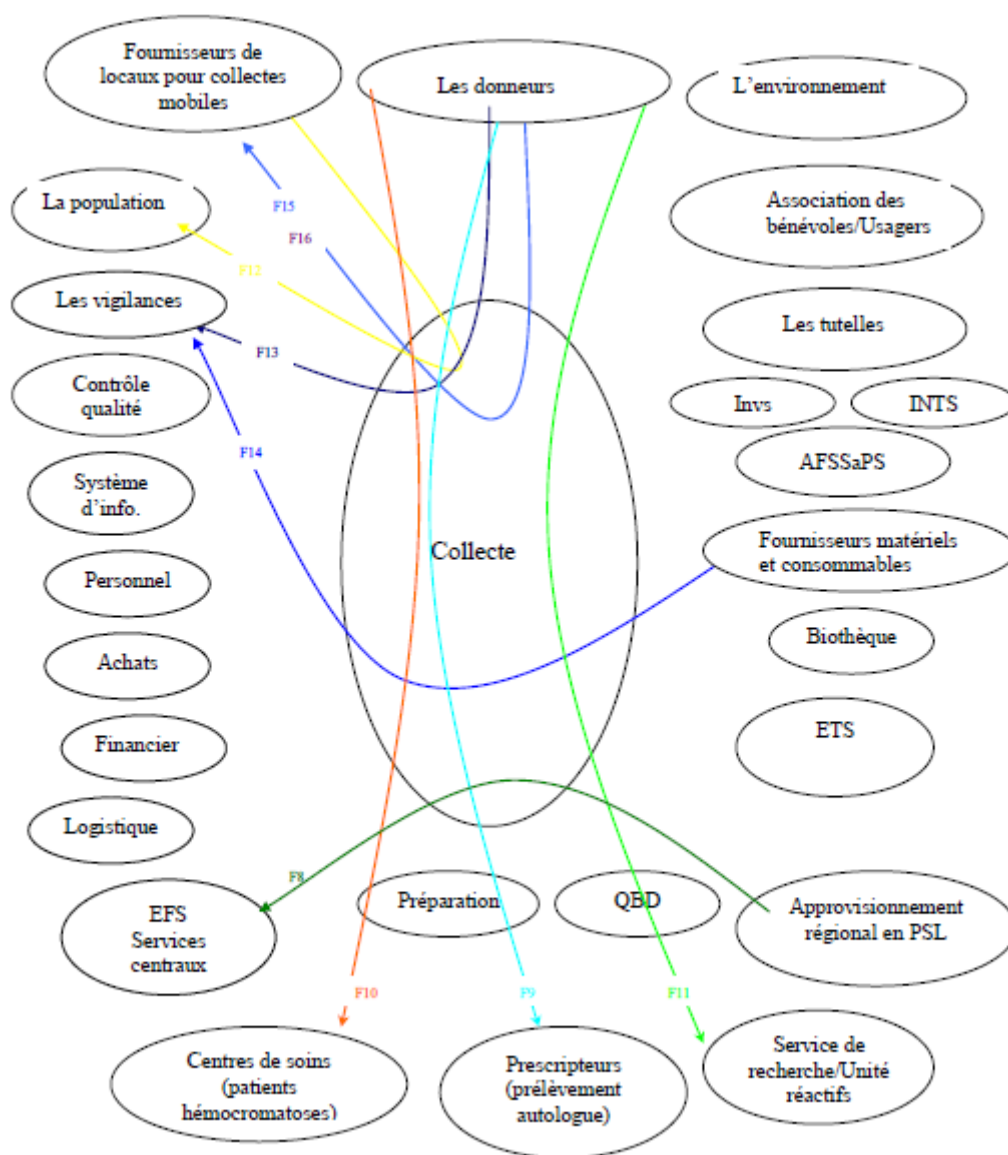 Fournisseurs de
locaux pour collectes
mobiles
Les donneurs
L'environnement
La population
F15
Association des
bénévoles/Usagers
F16
F12
Les vigilances
Les tutelles
F13
Contrôle
qualité
Invs
INTS
F14
AFSSaPS
Système
d'info.
Collecte
Fournisseurs matériels
et consommables
Personnel
Biothèque
Achats
Financier
ETS
Logistique
F8
EFS
Services
centraux
Préparation
QBD
Approvisionnement
régional en PSL
F10
F9
F11
Centres de soins
(patients
hémocromatoses)
Prescripteurs
(prélèvement
autologue)
Service de
recherche/Unité
réactifs